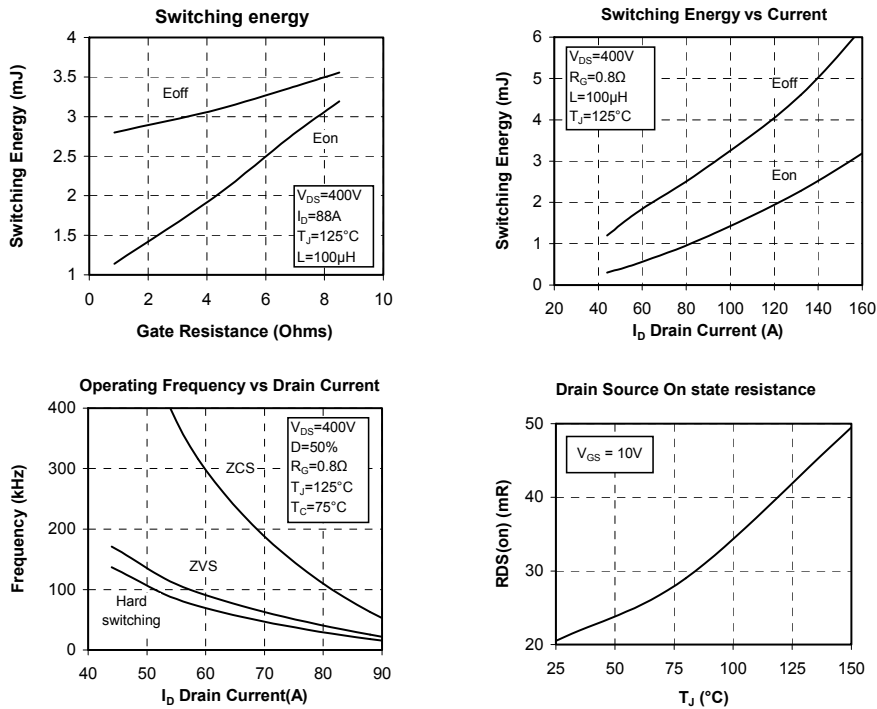 Switching energy
4
3.5
3
2.5
2
1.5
1
0 2 4 6 8 10
Switching Energy (mJ)
Gate Resistance (Ohms)
Eoff
Eon
VDS=400V
ID=88A
TJ=125°C
L=100µH
Switching Energy vs Current
6
5
4
3
2
1
0
20 40 60 80 100 120 140 160
Switching Energy (mJ)
ID Drain Current (A)
VDS=400V
RG=0.8Ω
L=100µH
TJ=125°C
Eoff
Eon
Operating Frequency vs Drain Current
400
300
200
100
0
40 50 60 70 80 90
Frequency (kHz)
ID Drain Current(A)
ZCS
ZVS
Hard
switching
VDS=400V
D=50%
RG=0.8Ω
TJ=125°C
TC=75°C
Drain Source On state resistance
50
40
30
20
25 50 75 100 125 150
RDS(on) (mR)
TJ (°C)
VGS = 10V